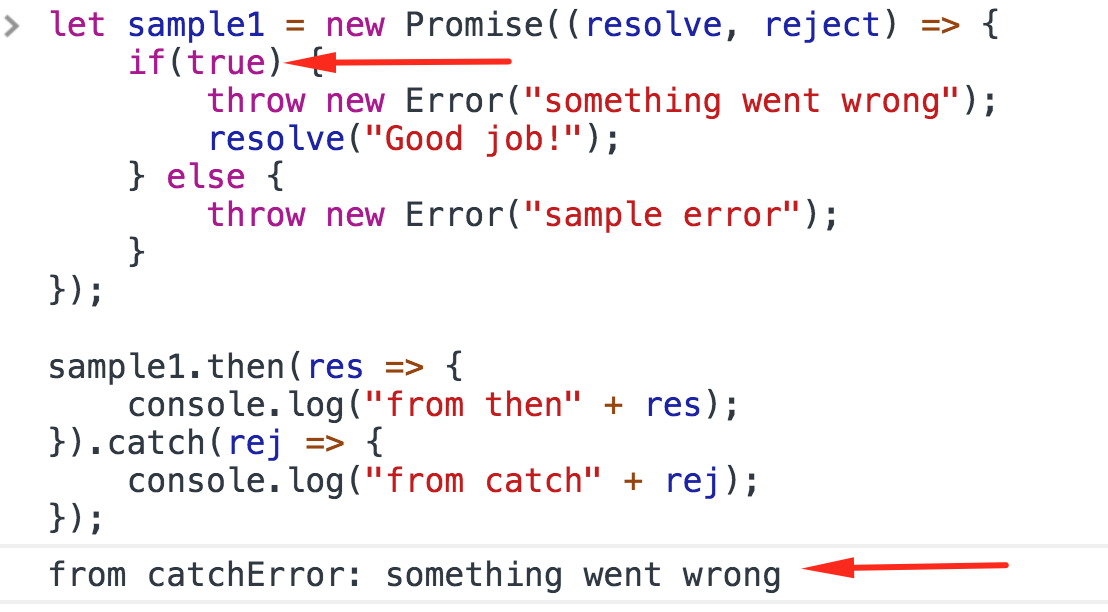 > let sample1 = new Promise((resolve, reject) => {
    if(true) {
        throw new Error("something went wrong");
        resolve("Good job!");
    } else {
        throw new Error("sample error");
    }
});

sample1.then(res => {
    console.log("from then" + res);
}).catch(rej => {
    console.log("from catch" + rej);
});
from catchError: something went wrong